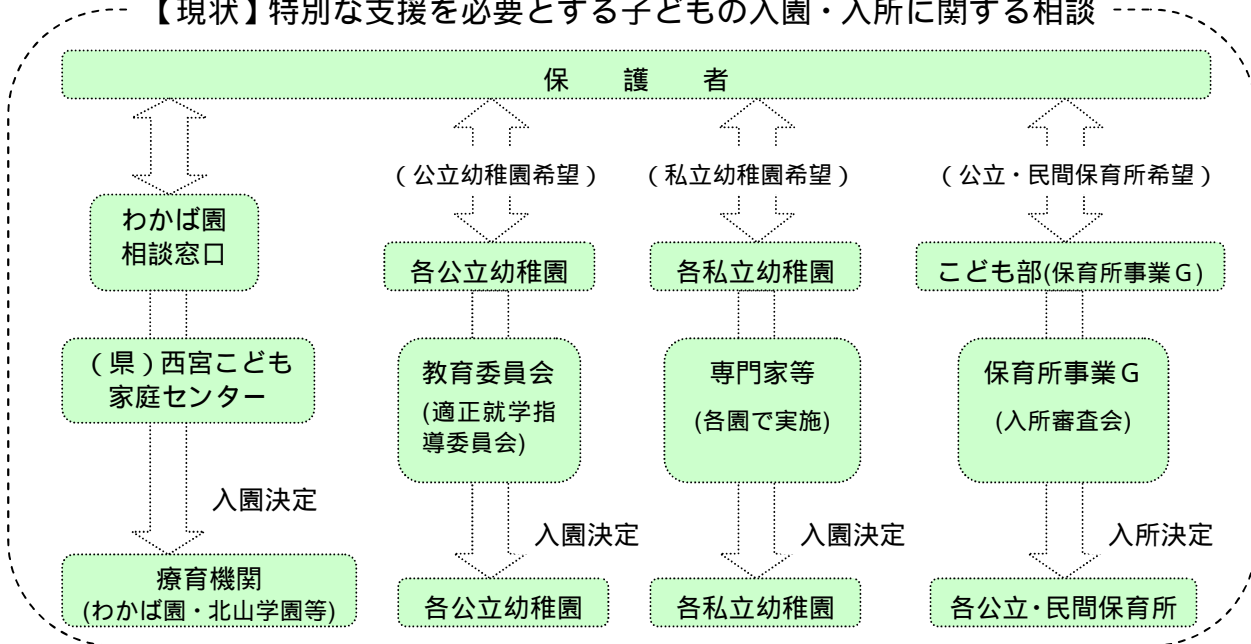 【現状】特別な支援を必要とする子どもの入園・入所に関する相談
保　護　者
(公立幼稚園希望)
(私立幼稚園希望)
(公立・民間保育所希望)
わかば園
相談窓口
各公立幼稚園
各私立幼稚園
こども部(保育所事業G)
(県)西宮こども
家庭センター
教育委員会
(適正就学指
導委員会)
専門家等
(各園で実施)
保育所事業G
(入所審査会)
入園決定
入園決定
入園決定
入所決定
療育機関
(わかば園・北山学園等)
各公立幼稚園
各私立幼稚園
各公立・民間保育所